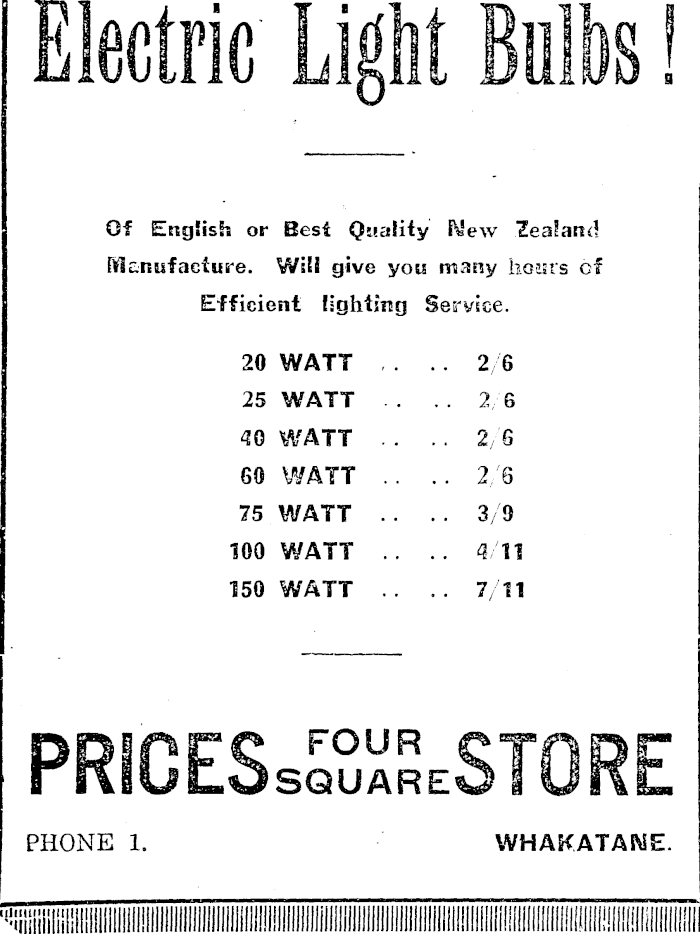 Electric Light Bulbs!
Of English or Best Quality New Zealand
Manufacture. Will give you many hours of
Efficient lighting Service.
20 WATT .. .. 2/6
25 WATT .. .. 2/6
40 WATT .. .. 2/6
60 WATT .. .. 2/6
75 WATT .. .. 3/9
100 WATT .. .. 4/11
150 WATT .. .. 7/11
PRICES FOUR SQUARE STORE
PHONE 1. WHAKATANE.